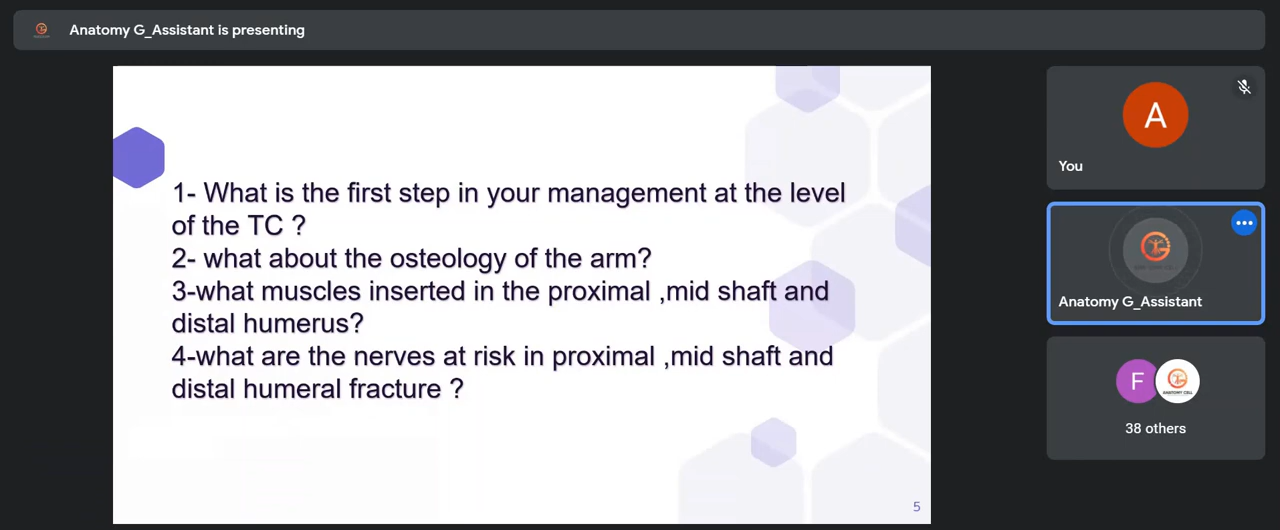 Anatomy G_Assistant is presenting
1- What is the first step in your management at the level
of the TC ?
2- what about the osteology of the arm?
3-what muscles inserted in the proximal ,mid shaft and
distal humerus?
4-what are the nerves at risk in proximal ,mid shaft and
distal humeral fracture ?
5
A
You
Anatomy G_Assistant
F
38 others